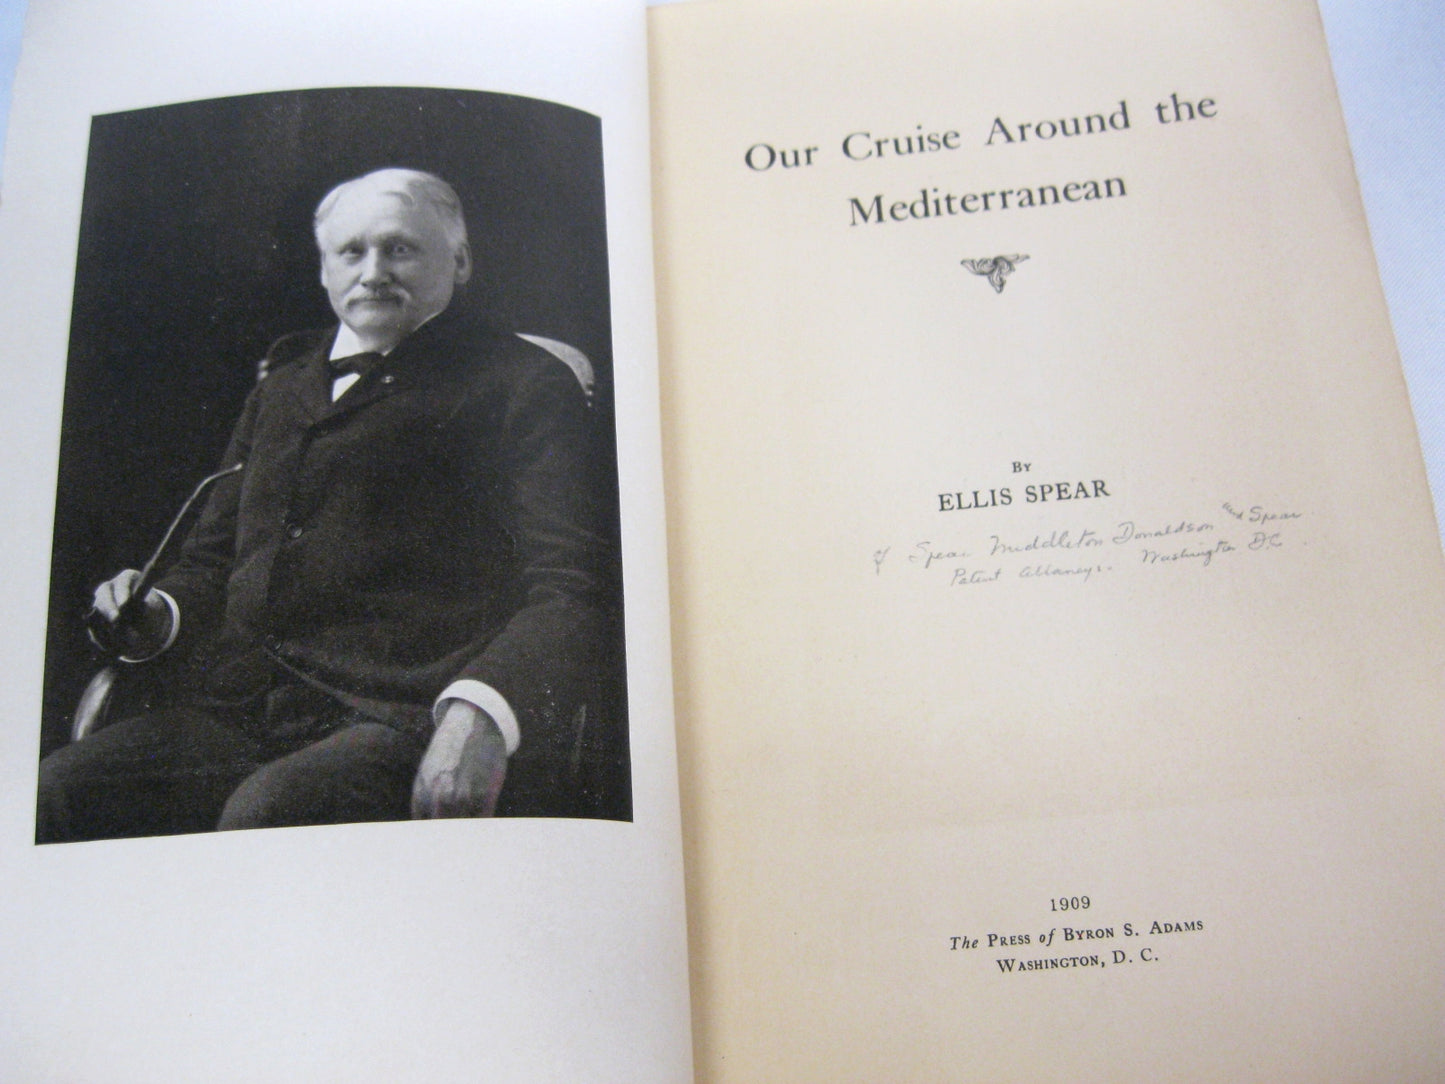 Our Cruise Around the
Mediterranean
By
ELLIS SPEAR
of Spear Middleton Donaldson and Spear
Patent Attorneys. Washington D.C
1909
The Press of Byron S. Adams
Washington, D. C.